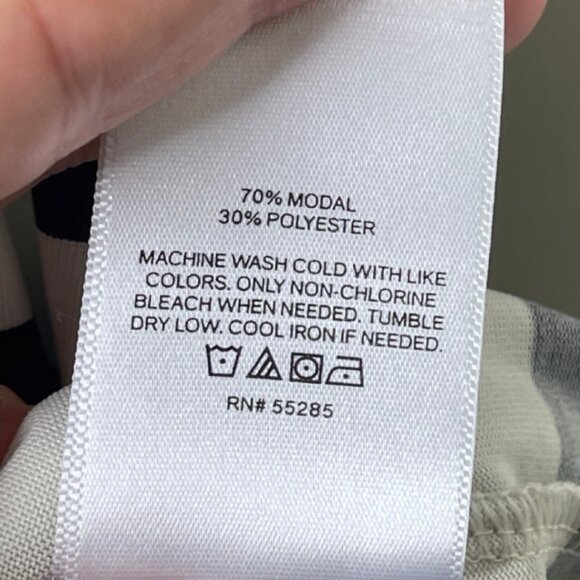 70% MODAL
30% POLYESTER
MACHINE WASH COLD WITH LIKE
COLORS. ONLY NON-CHLORINE
BLEACH WHEN NEEDED. TUMBLE
DRY LOW. COOL IRON IF NEEDED.
RN# 55285